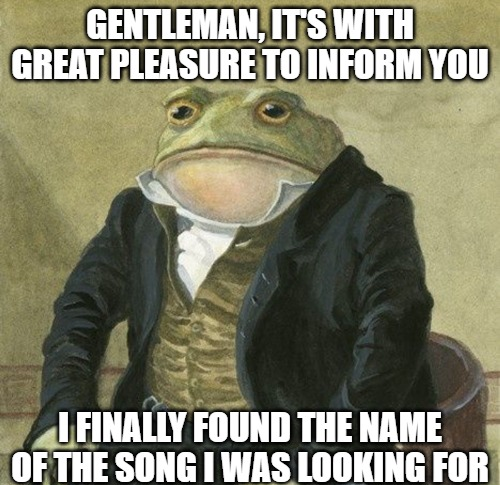 GENTLEMAN, IT'S WITH
GREAT PLEASURE TO INFORM YOU
I FINALLY FOUND THE NAME
OF THE SONG I WAS LOOKING FOR